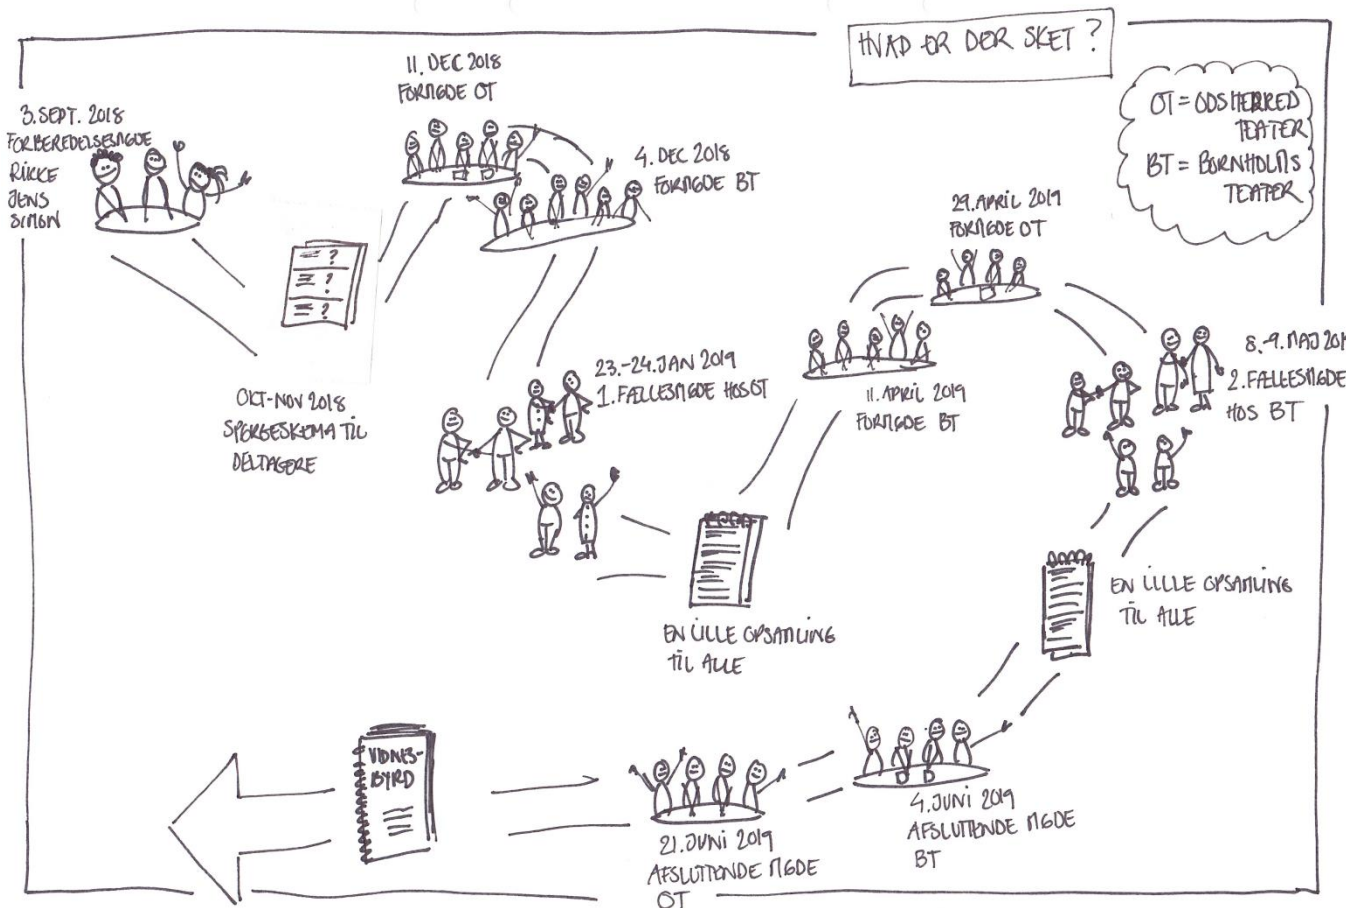 HVAD ER DER SKET?
OT = ODSHERRED
TEATER
BT = BORNHOLMS
TEATER
3. SEPT. 2018
FORBEREDELSESMØDE
RIKKE
JENS
SIMON
OKT-NOV 2018
SPØRGESKEMA TIL
DELTAGERE
?
?
?
11. DEC 2018
FORMØDE OT
4. DEC 2018
FORMØDE BT
23.-24. JAN 2019
1. FÆLLESMØDE HOS OT
EN LILLE OPSAMLING
TIL ALLE
11. APRIL 2019
FORMØDE BT
29. APRIL 2019
FORMØDE OT
8.-9. MAJ 201
2. FÆLLESMØDE
HOS BT
EN LILLE OPSAMLING
TIL ALLE
4. JUNI 2019
AFSLUTTENDE MØDE
BT
21. JUNI 2019
AFSLUTTENDE MØDE
OT
VIDNES-
BYRD